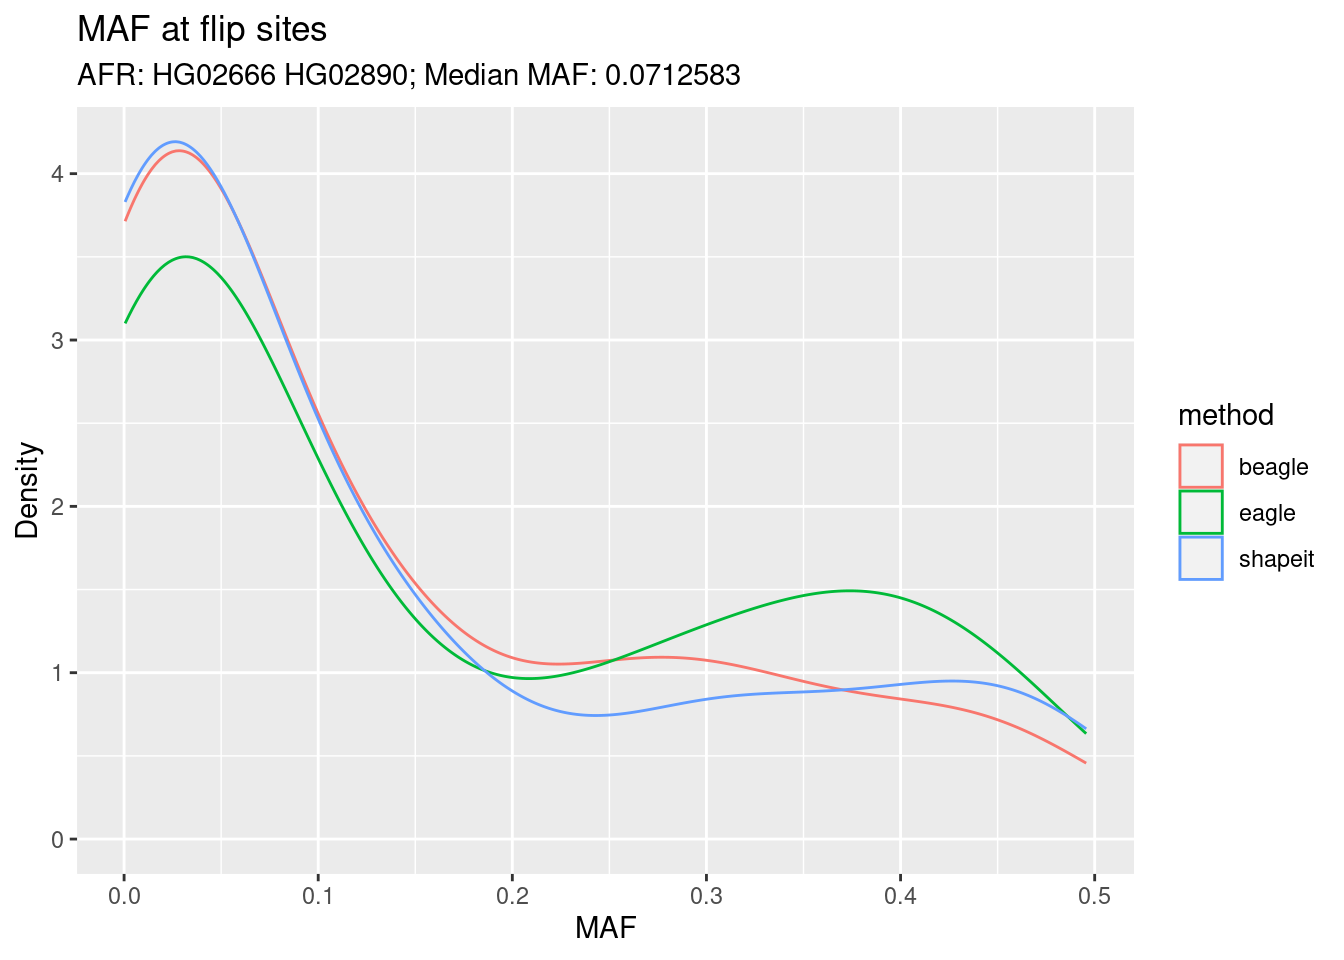 MAF at flip sites
AFR: HG02666 HG02890; Median MAF: 0.0712583
4
3
2
1
0
Density
0.0 0.1 0.2 0.3 0.4 0.5
MAF
method
beagle
eagle
shapeit